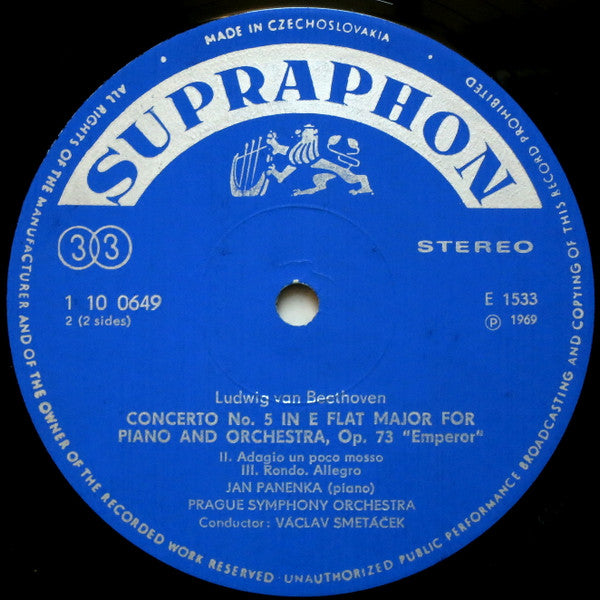 MADE IN CZECHOSLOVAKIA
SUPRAPHON
33
STEREO
1 10 0649
E 1533
2 (2 sides)
℗ 1969
Ludwig van Beethoven
CONCERTO No. 5 IN E FLAT MAJOR FOR
PIANO AND ORCHESTRA, Op. 73 "Emperor"
II. Adagio un poco mosso
III. Rondo. Allegro
JAN PANENKA (piano)
PRAGUE SYMPHONY ORCHESTRA
Conductor: VÁCLAV SMETÁČEK
ALL RIGHTS OF THE MANUFACTURER AND OF THE OWNER OF THE RECORDED WORK RESERVED · UNAUTHORIZED PUBLIC PERFORMANCE BROADCASTING AND COPYING OF THIS RECORD PROHIBITED